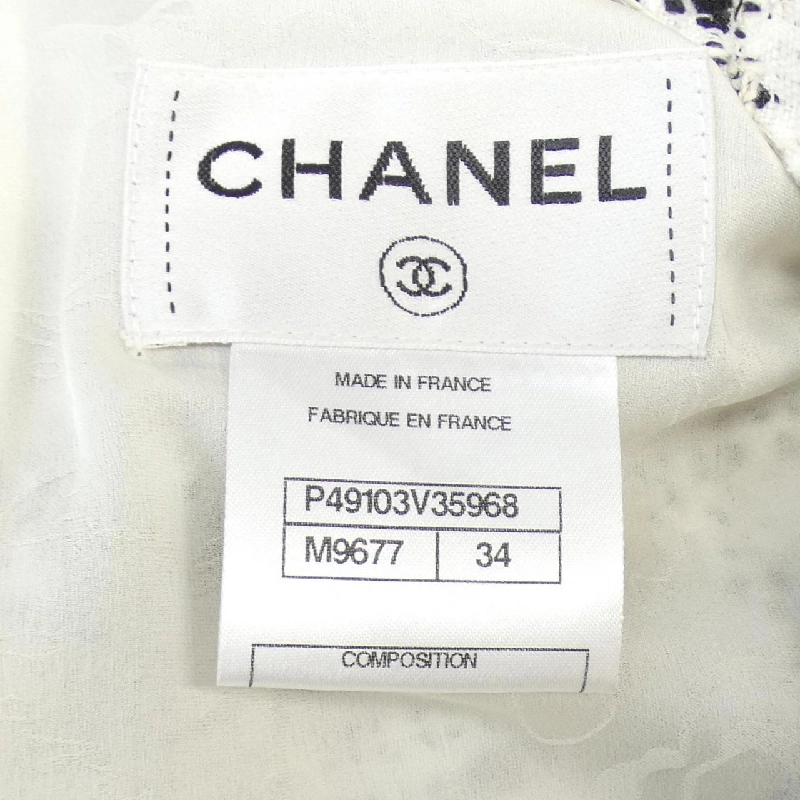 CHANEL
MADE IN FRANCE
FABRIQUE EN FRANCE
P49103V35968
M9677 34
COMPOSITION